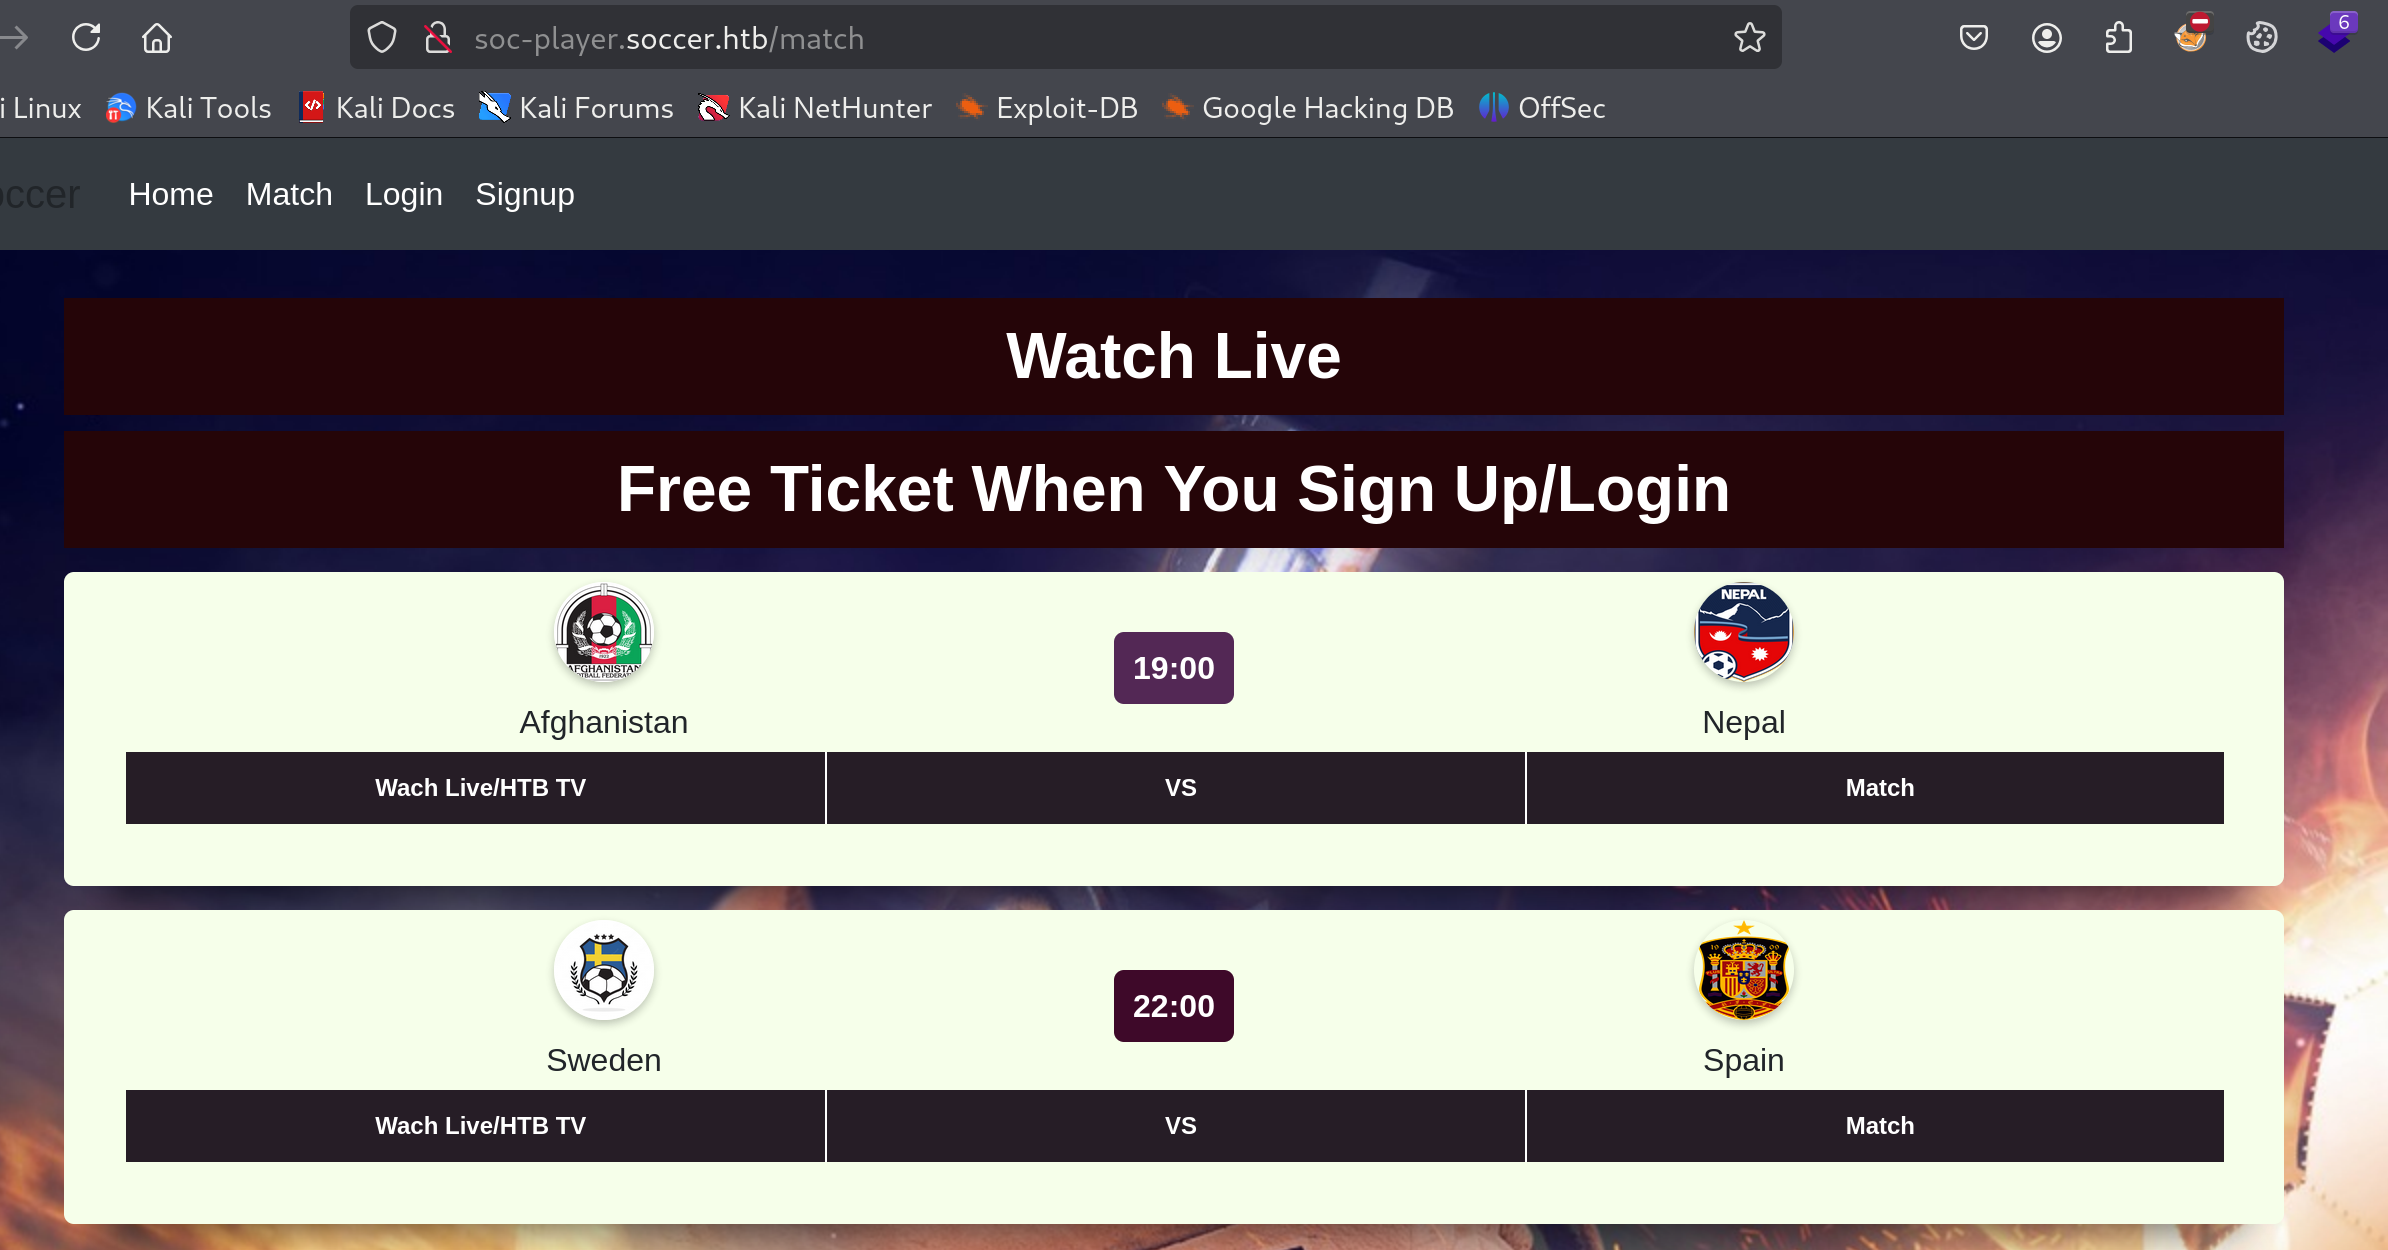 6
soc-player.soccer.htb/match
i Linux Kali Tools Kali Docs Kali Forums Kali NetHunter Exploit-DB Google Hacking DB OffSec
occer Home Match Login Signup
Watch Live
Free Ticket When You Sign Up/Login
NEPAL
AFGHANISTAN
19:00
Afghanistan Nepal
Wach Live/HTB TV VS Match
22:00
Sweden Spain
Wach Live/HTB TV VS Match